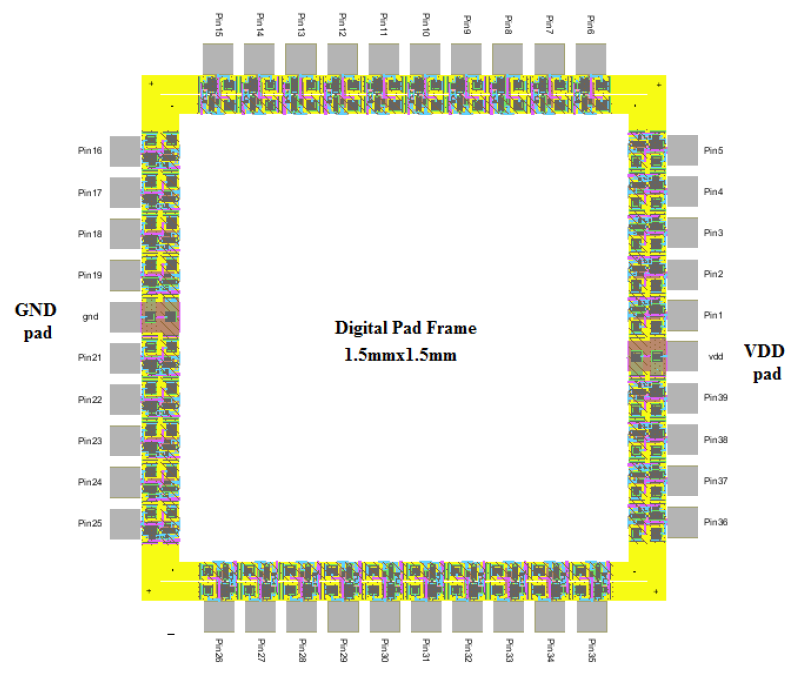 Pin15
Pin14
Pin13
Pin12
Pin11
Pin10
Pin9
Pin8
Pin7
Pin6
Pin16
Pin5
Pin17
Pin4
Pin18
Pin3
Pin19
Pin2
GND
pad
gnd
Pin1
Digital Pad Frame
1.5mmx1.5mm
vdd
VDD
pad
Pin21
Pin22
Pin39
Pin23
Pin38
Pin24
Pin37
Pin25
Pin36
Pin26
Pin27
Pin28
Pin29
Pin30
Pin31
Pin32
Pin33
Pin34
Pin35